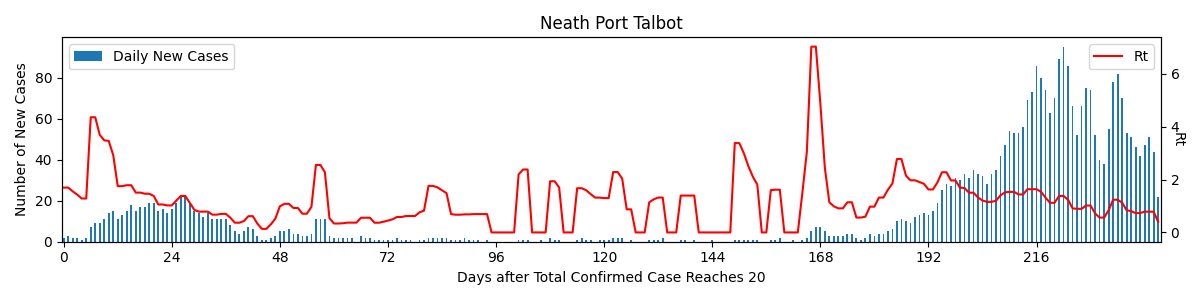 Neath Port Talbot
Number of New Cases
Daily New Cases
Rt
Rt
80
60
40
20
0
6
4
2
0
0 24 48 72 96 120 144 168 192 216
Days after Total Confirmed Case Reaches 20